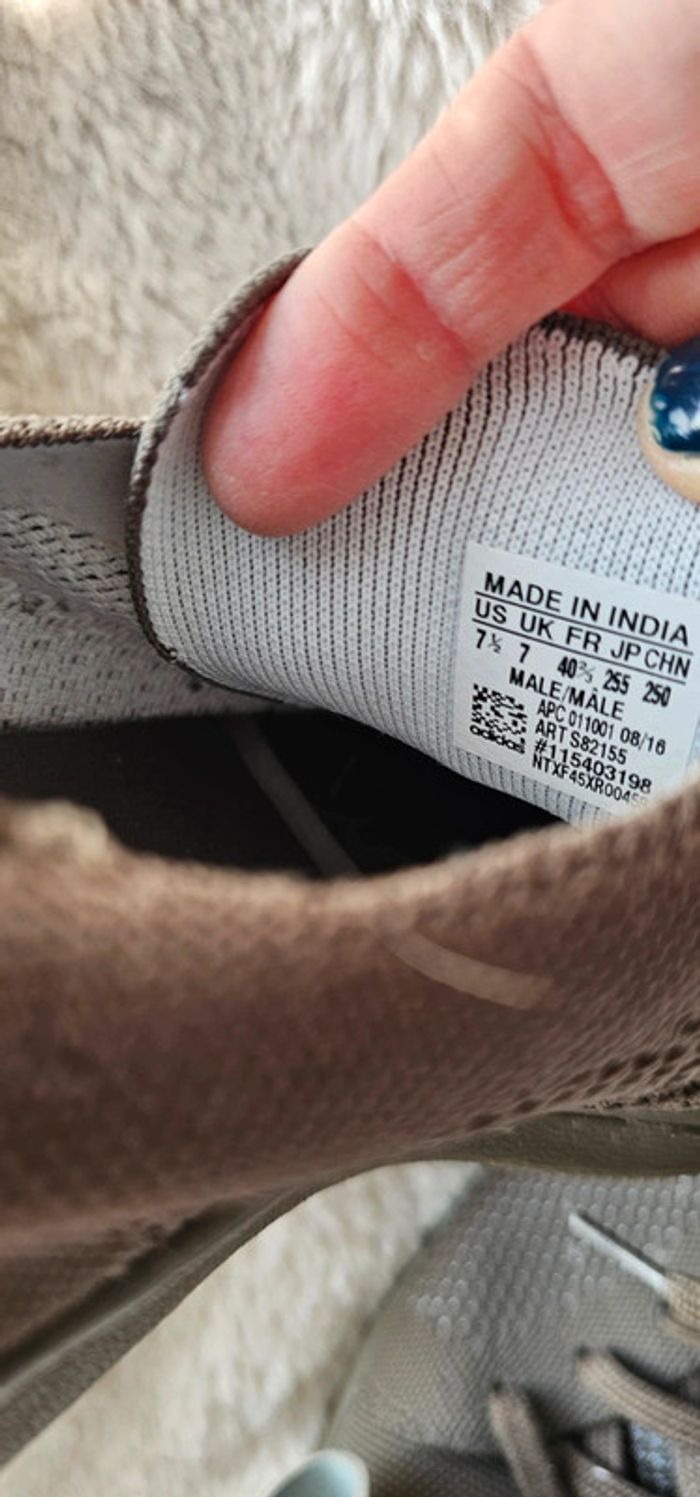 MADE IN INDIA
US UK FR JP CHN
7½ 7 40⅔ 255 250
MALE/MÂLE
APC 011001 08/16
ART S82155
#115403198
adidas